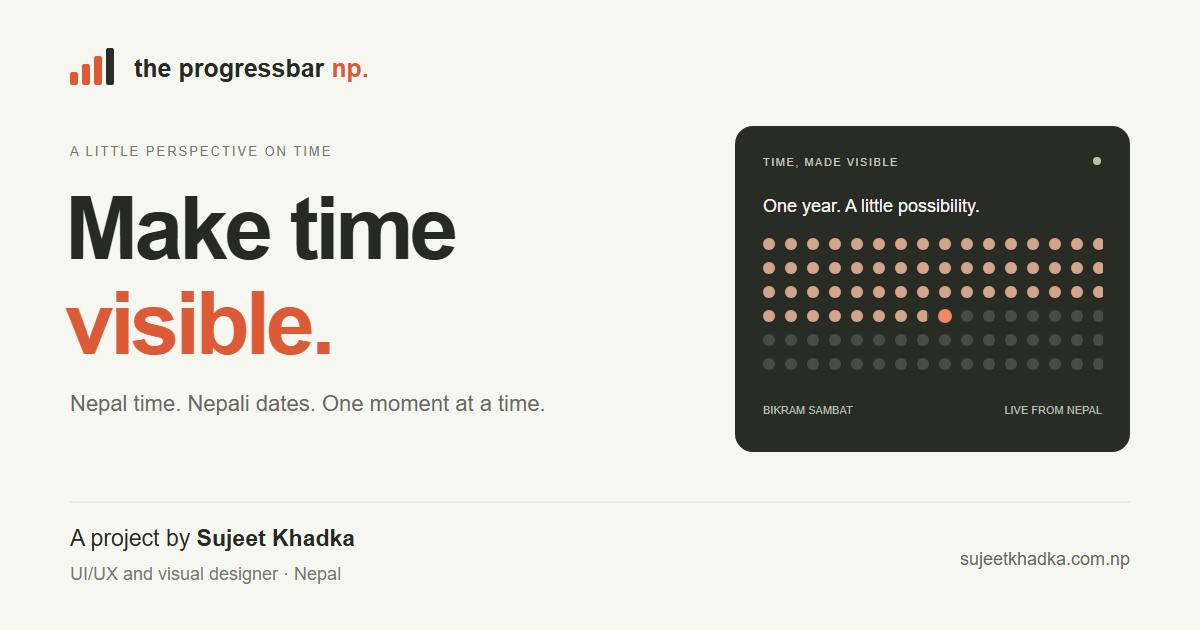 the progressbar np.
A LITTLE PERSPECTIVE ON TIME
Make time
visible.
Nepal time. Nepali dates. One moment at a time.
TIME, MADE VISIBLE
One year. A little possibility.
BIKRAM SAMBAT
LIVE FROM NEPAL
A project by Sujeet Khadka
UI/UX and visual designer · Nepal
sujeetkhadka.com.np